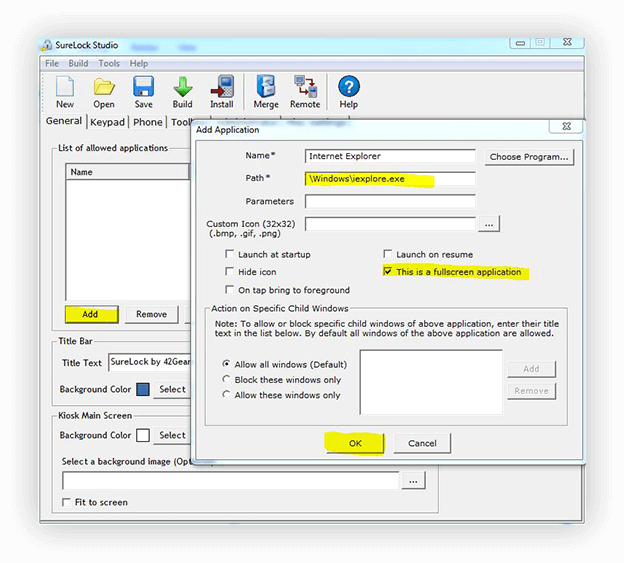 SureLock Studio
File Build Tools Help
New Open Save Build Install Merge Remote Help
General Keypad Phone
Add Application
List of allowed applications
Name
Add Remove
Title Bar
Title Text SureLock by 42Gear
Background Color Select
Kiosk Main Screen
Background Color Select
Select a background image
...
Fit to screen
Name* Internet Explorer Choose Program...
Path* \Windows\iexplore.exe
Parameters
Custom Icon (32x32)
(.bmp, .gif, .png)
...
Launch at startup Launch on resume
Hide icon This is a fullscreen application
On tap bring to foreground
Action on Specific Child Windows
Note: To allow or block specific child windows of above application, enter their title
text in the list below. By default all windows of the above application are allowed.
Allow all windows (Default) Add
Block these windows only
Allow these windows only Remove
OK Cancel